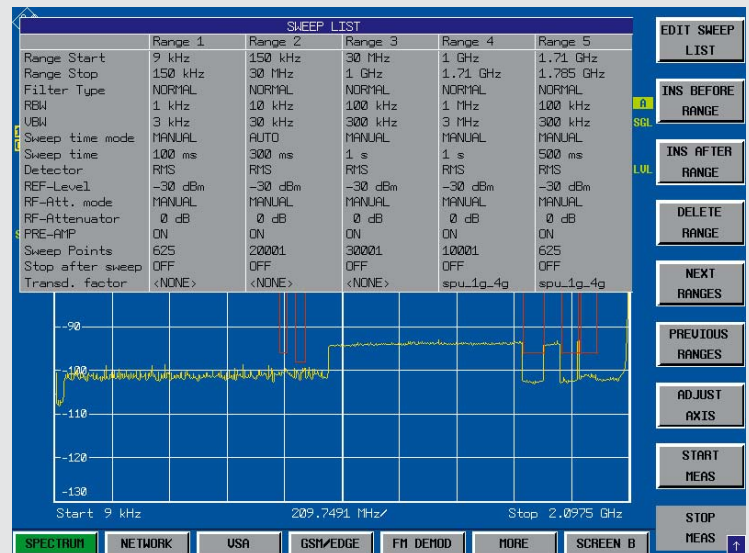 SWEEP LIST
Range 1 Range 2 Range 3 Range 4 Range 5
Range Start 9 kHz 150 kHz 30 MHz 1 GHz 1.71 GHz
Range Stop 150 kHz 30 MHz 1 GHz 1.71 GHz 1.785 GHz
Filter Type NORMAL NORMAL NORMAL NORMAL NORMAL
RBW 1 kHz 10 kHz 100 kHz 1 MHz 100 kHz
VBW 3 kHz 30 kHz 300 kHz 3 MHz 300 kHz
Sweep time mode MANUAL AUTO MANUAL MANUAL MANUAL
Sweep time 100 ms 300 ms 1 s 1 s 500 ms
Detector RMS RMS RMS RMS RMS
REF-Level -30 dBm -30 dBm -30 dBm -30 dBm -30 dBm
RF-Att. mode MANUAL MANUAL MANUAL MANUAL MANUAL
RF-Attenuator 0 dB 0 dB 0 dB 0 dB 0 dB
PRE-AMP ON ON ON ON ON
Sweep Points 625 20001 30001 10001 625
Stop after sweep OFF OFF OFF OFF OFF
Transd. factor <NONE> <NONE> <NONE> spu_1g_4g spu_1g_4g
A
SGL
LVL
-90
-100
-110
-120
-130
Start 9 kHz 209.7491 MHz/ Stop 2.0975 GHz
EDIT SWEEP
LIST
INS BEFORE
RANGE
INS AFTER
RANGE
DELETE
RANGE
NEXT
RANGES
PREVIOUS
RANGES
ADJUST
AXIS
START
MEAS
STOP
MEAS
SPECTRUM NETWORK VSA GSM/EDGE FM DEMOD MORE SCREEN B